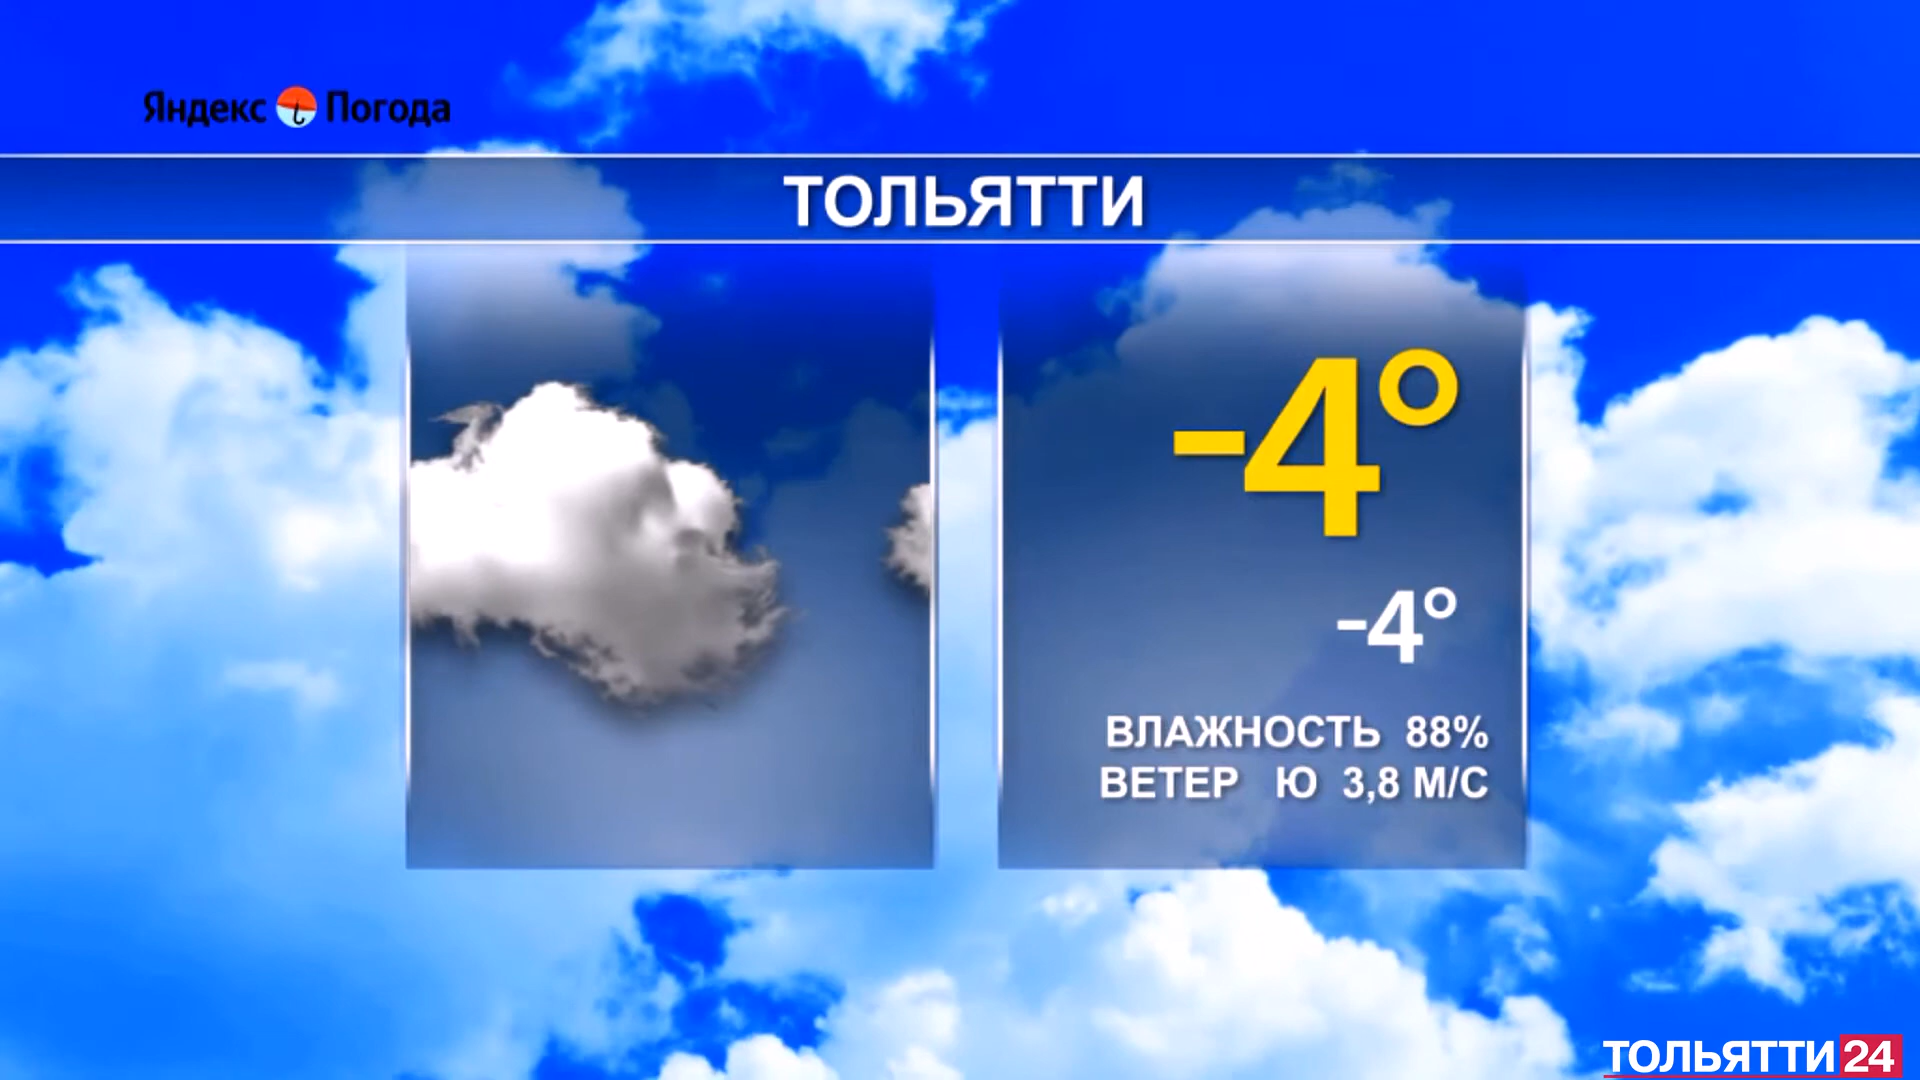 Яндекс Погода
ТОЛЬЯТТИ
-4°
-4°
ВЛАЖНОСТЬ 88%
ВЕТЕР Ю 3,8 М/С
ТОЛЬЯТТИ 24